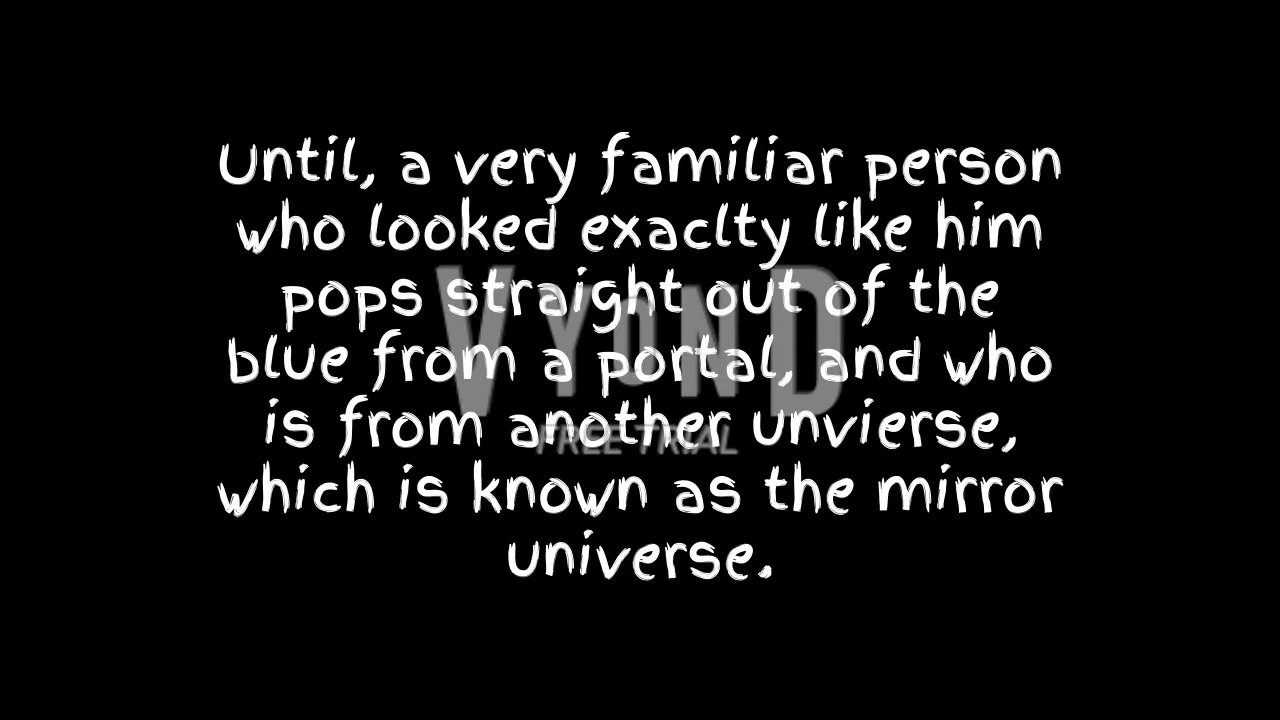 Until, a very familiar person
who looked exaclty like him
pops straight out of the
blue from a portal, and who
is from another unvierse,
which is known as the mirror
universe.
VYOND
FREE TRIAL